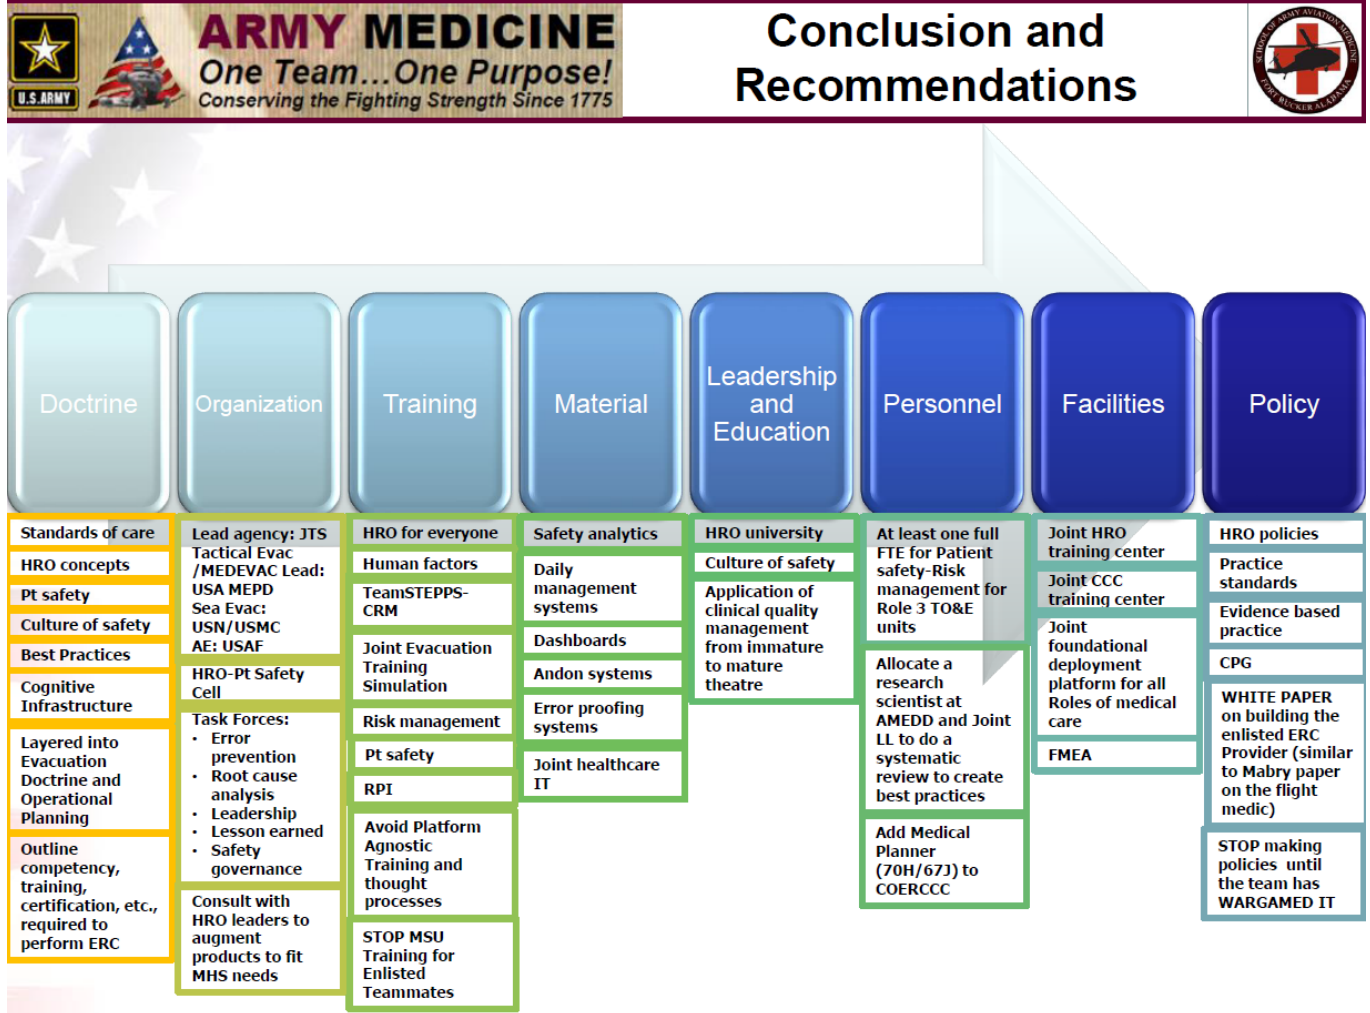 ARMY MEDICINE
One Team...One Purpose!
Conserving the Fighting Strength Since 1775
U.S.ARMY
Conclusion and
Recommendations
SCHOOL OF ARMY AVIATION MEDICINE
FORT RUCKER ALABAMA
Doctrine
Organization
Training
Material
Leadership
and
Education
Personnel
Facilities
Policy
Standards of care
HRO concepts
Pt safety
Culture of safety
Best Practices
Cognitive
Infrastructure
Layered into
Evacuation
Doctrine and
Operational
Planning
Outline
competency,
training,
certification, etc.,
required to
perform ERC
Lead agency: JTS
Tactical Evac
/MEDEVAC Lead:
USA MEPD
Sea Evac:
USN/USMC
AE: USAF
HRO-Pt Safety
Cell
Task Forces:
• Error
prevention
• Root cause
analysis
• Leadership
• Lesson earned
• Safety
governance
Consult with
HRO leaders to
augment
products to fit
MHS needs
HRO for everyone
Human factors
TeamSTEPPS-
CRM
Joint Evacuation
Training
Simulation
Risk management
Pt safety
RPI
Avoid Platform
Agnostic
Training and
thought
processes
STOP MSU
Training for
Enlisted
Teammates
Safety analytics
Daily
management
systems
Dashboards
Andon systems
Error proofing
systems
Joint healthcare
IT
HRO university
Culture of safety
Application of
clinical quality
management
from immature
to mature
theatre
At least one full
FTE for Patient
safety-Risk
management for
Role 3 TO&E
units
Allocate a
research
scientist at
AMEDD and Joint
LL to do a
systematic
review to create
best practices
Add Medical
Planner
(70H/67J) to
COERCCC
Joint HRO
training center
Joint CCC
training center
Joint
foundational
deployment
platform for all
Roles of medical
care
FMEA
HRO policies
Practice
standards
Evidence based
practice
CPG
WHITE PAPER
on building the
enlisted ERC
Provider (similar
to Mabry paper
on the flight
medic)
STOP making
policies until
the team has
WARGAMED IT